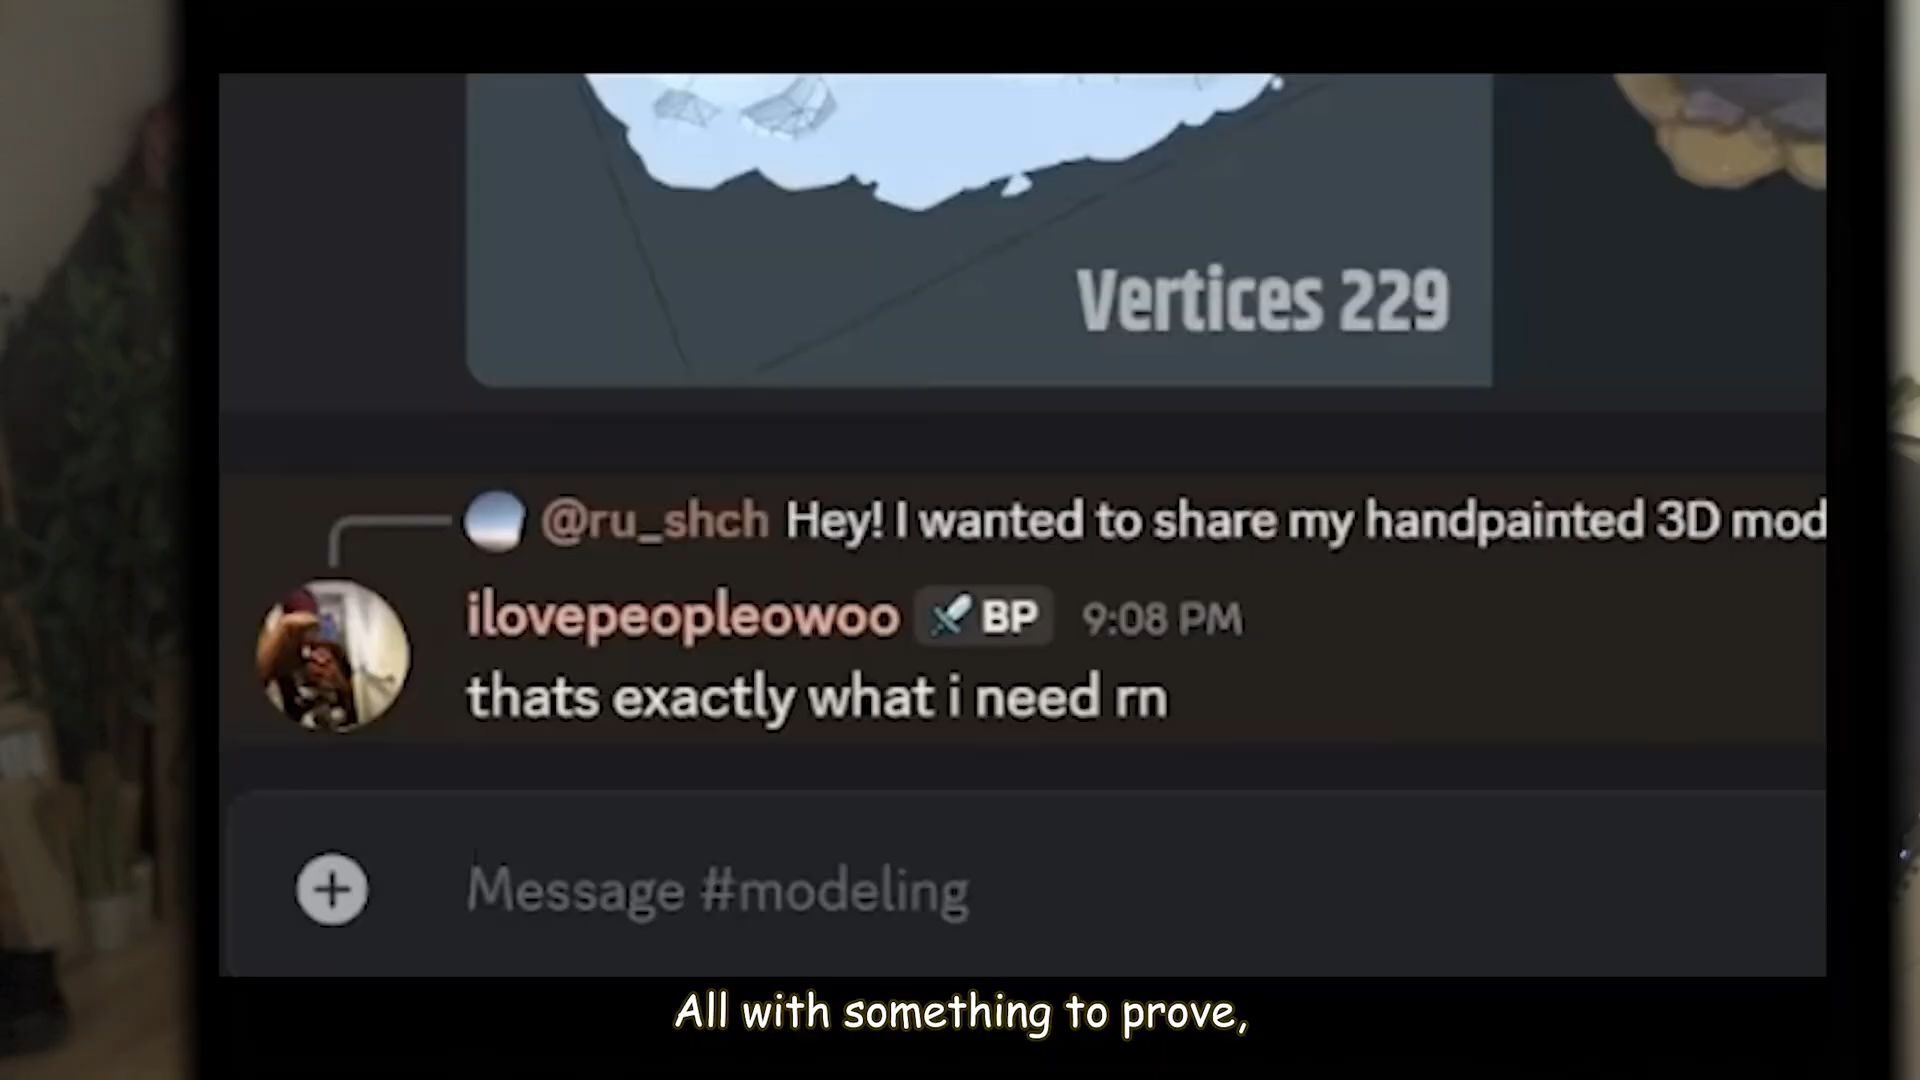 Vertices 229
@ru_shch Hey! I wanted to share my handpainted 3D mod
ilovepeopleowoo BP 9:08 PM
thats exactly what i need rn
Message #modeling
All with something to prove,